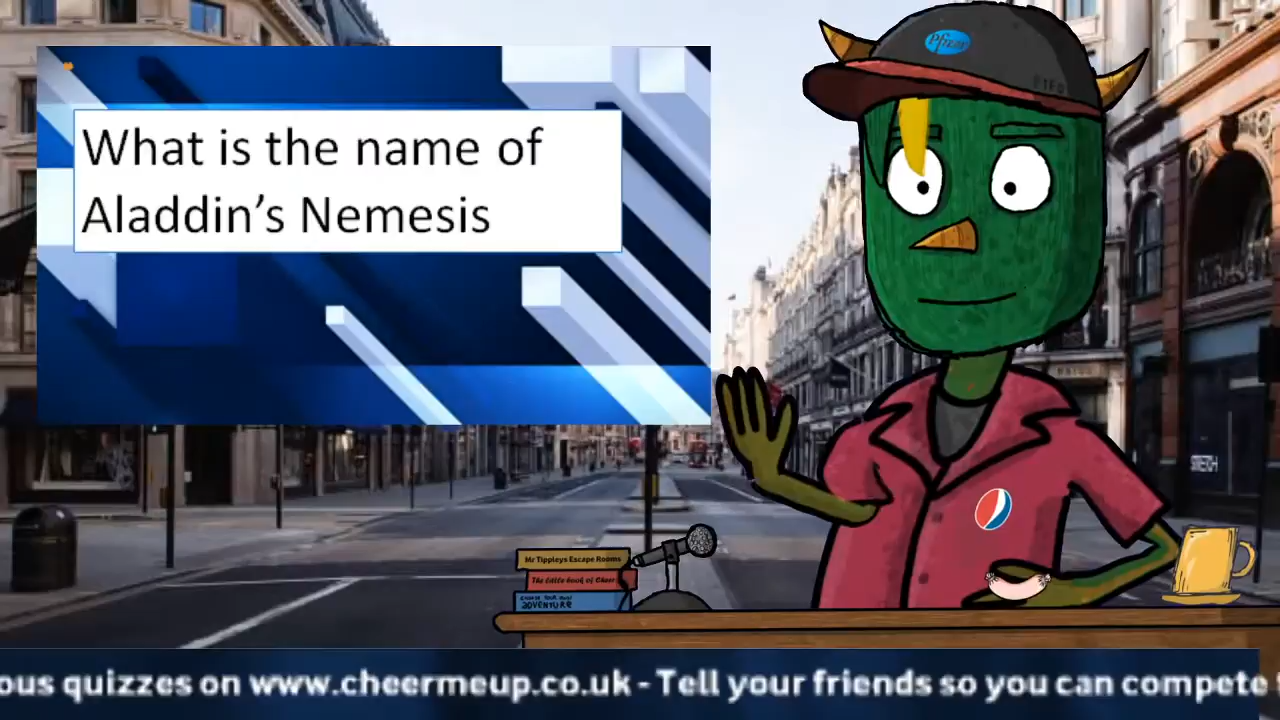 What is the name of
Aladdin's Nemesis
Pfizer
Mr Tippleys Escape Rooms
The little book of Cheer
CHOOSE YOUR OWN
ADVENTURE
ous quizzes on www.cheermeup.co.uk - Tell your friends so you can compete